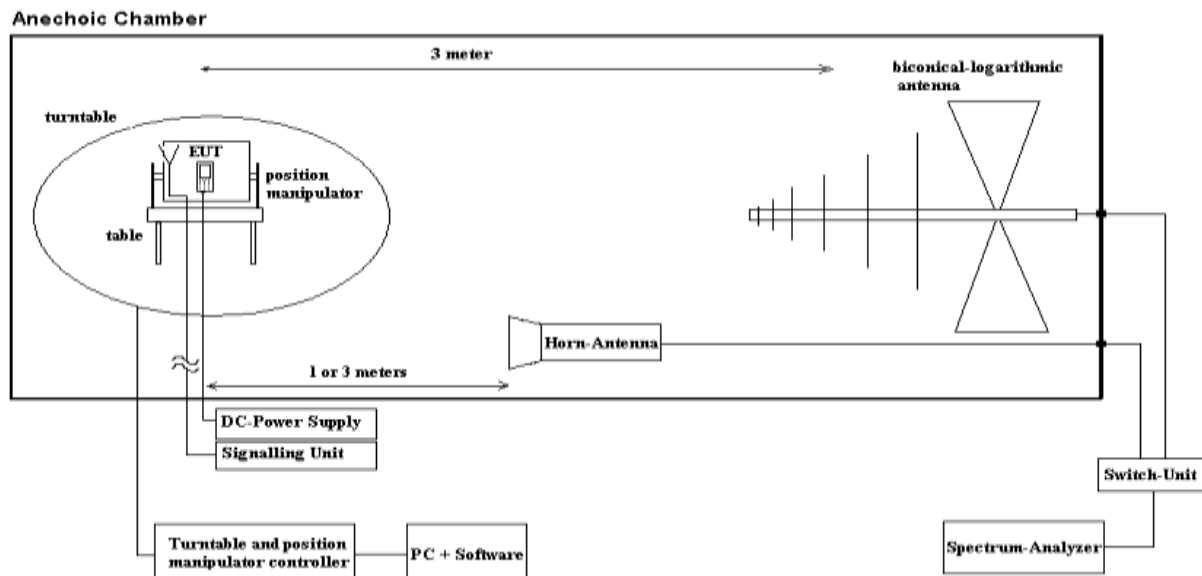 Anechoic Chamber
3 meter
biconical-logarithmic
antenna
turntable
EUT
position
manipulator
table
Horn-Antenna
1 or 3 meters
DC-Power Supply
Signalling Unit
Switch-Unit
Turntable and position
manipulator controller
PC + Software
Spectrum-Analyzer